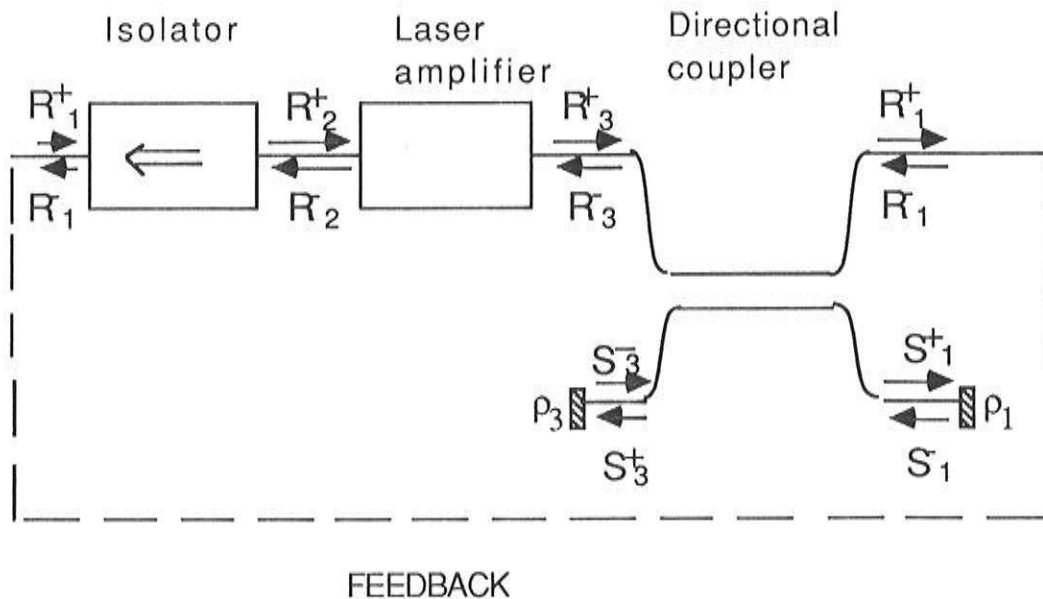 Isolator
Laser
amplifier
Directional
coupler
R⁺₁
R⁺₂
R⁺₃
R⁺₁
R⁻₁
R⁻₂
R⁻₃
R⁻₁
S⁻₃
S⁺₁
ρ₃
ρ₁
S⁺₃
S⁻₁
FEEDBACK